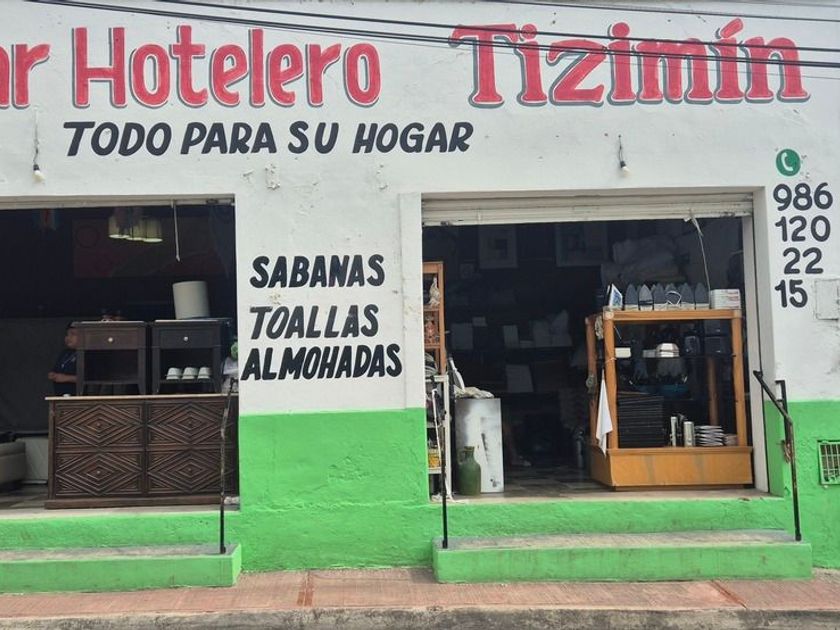 Hotelero Tizimín
TODO PARA SU HOGAR
SABANAS
TOALLAS
ALMOHADAS
986
120
22
15